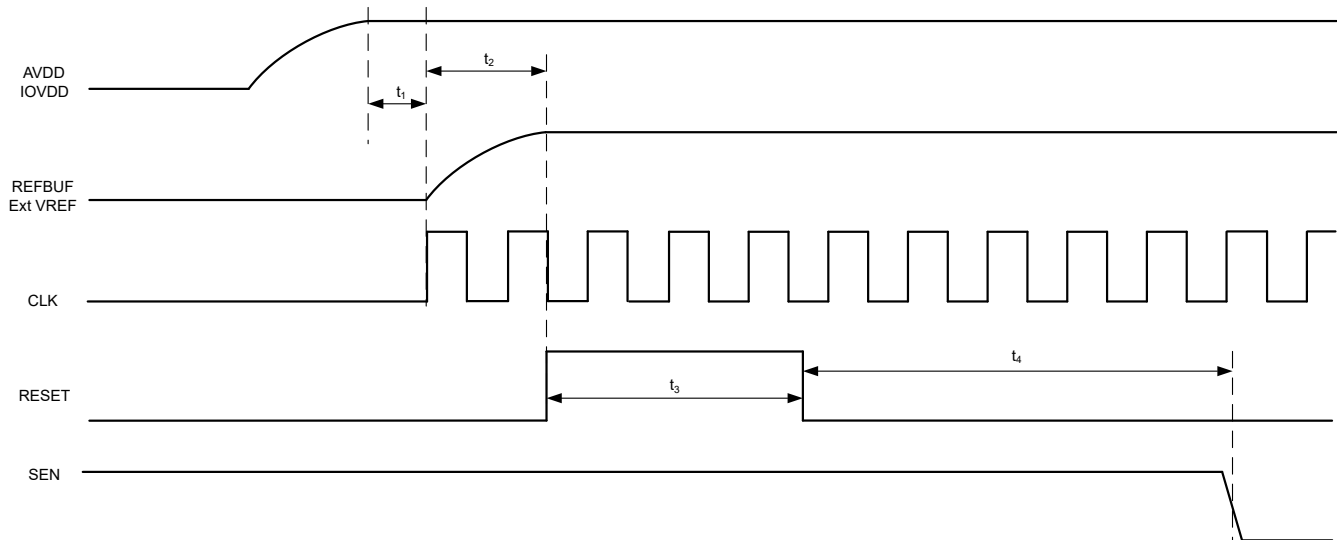 AVDD
IOVDD
t₁
t₂
REFBUF
Ext VREF
CLK
RESET
t₃
t₄
SEN